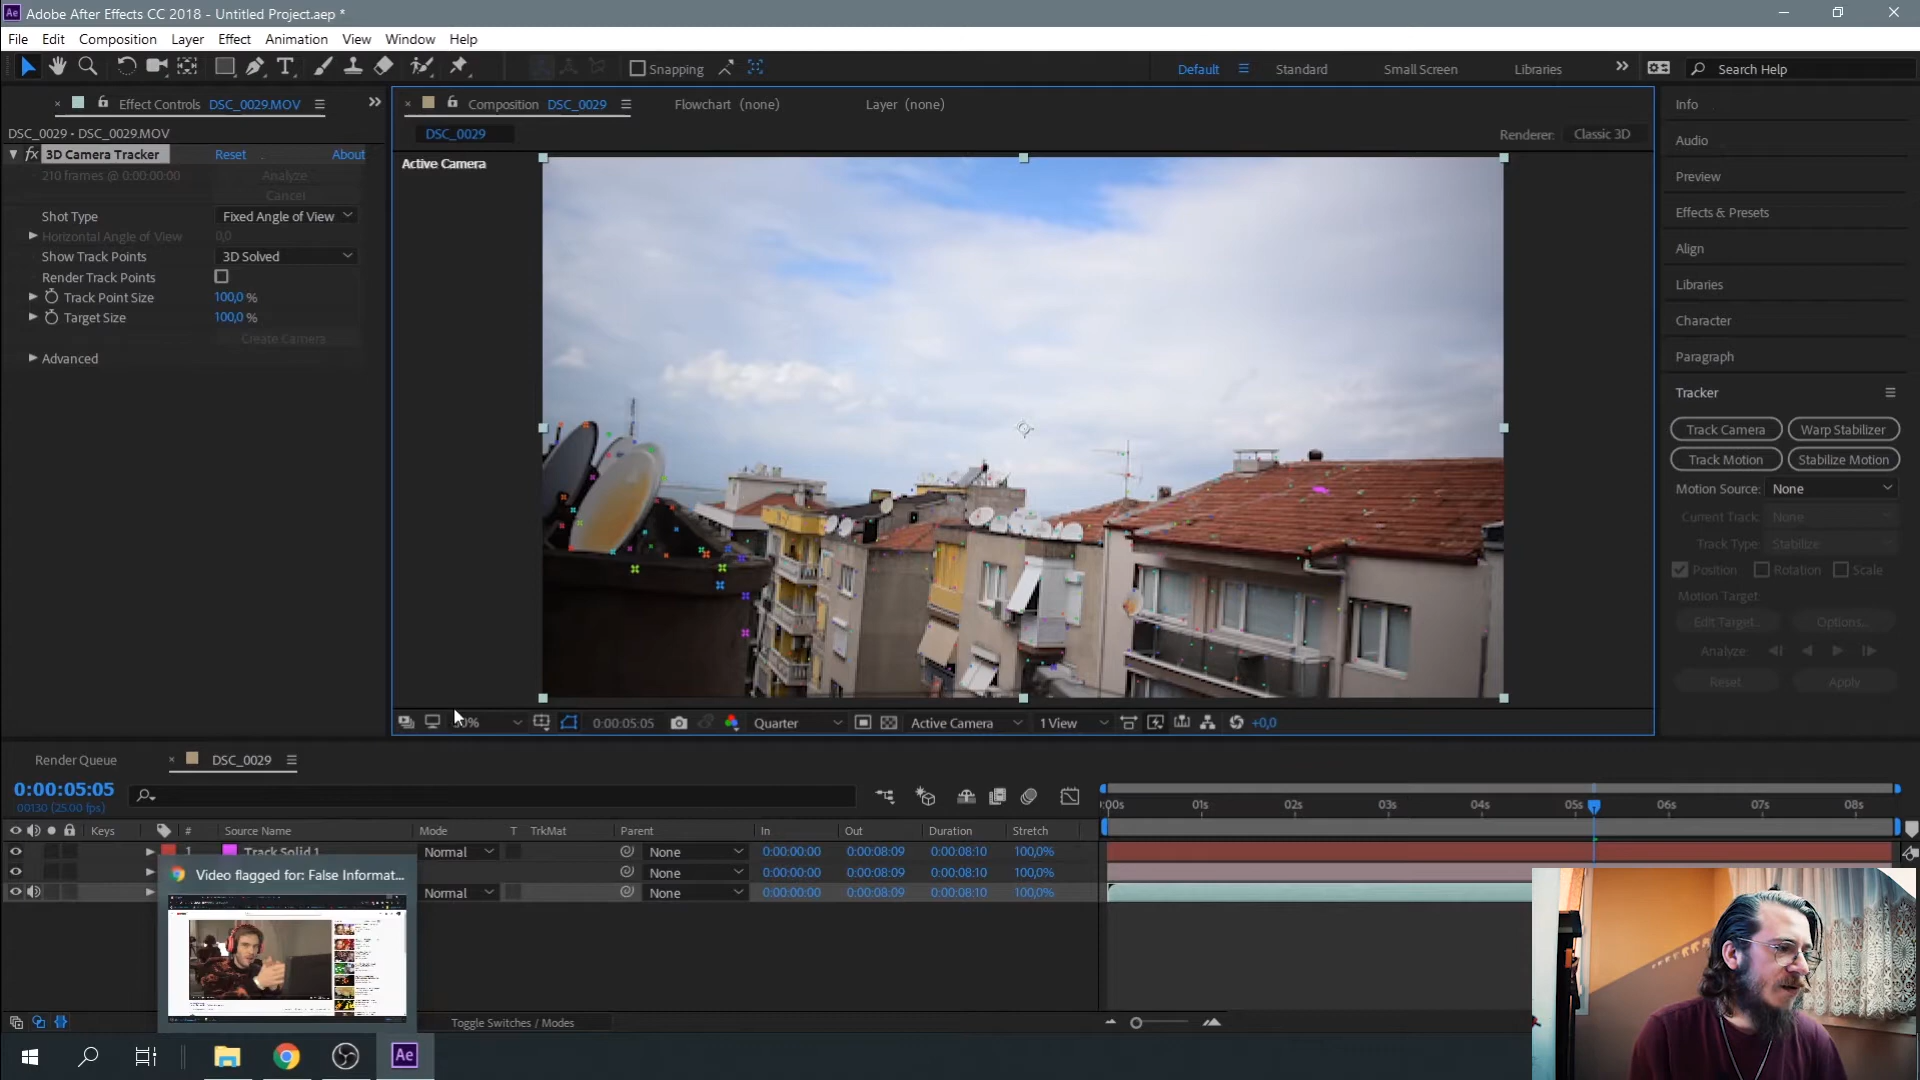 Adobe After Effects CC 2018 - Untitled Project.aep *
File Edit Composition Layer Effect Animation View Window Help
Snapping Default Standard Small Screen Libraries Search Help
Effect Controls DSC_0029.MOV
Composition DSC_0029 Flowchart (none) Layer (none)
DSC_0029 • DSC_0029.MOV
DSC_0029 Renderer: Classic 3D
fx 3D Camera Tracker Reset About
Active Camera
210 frames @ 0:00:00:00 Analyze
Cancel
Shot Type Fixed Angle of View
Horizontal Angle of View 0,0
Show Track Points 3D Solved
Render Track Points
Track Point Size 100,0 %
Target Size 100,0 %
Create Camera
Advanced
Info
Audio
Preview
Effects & Presets
Align
Libraries
Character
Paragraph
Tracker
Track Camera Warp Stabilizer
Track Motion Stabilize Motion
Motion Source: None
Current Track: None
Track Type: Stabilize
Position Rotation Scale
Motion Target:
Edit Target... Options...
Analyze:
Reset Apply
0:00:05:05 Quarter Active Camera 1 View +0,0
Render Queue DSC_0029
0:00:05:05
00130 (25.00 fps)
:00s 01s 02s 03s 04s 05s 06s 07s 08s
Keys # Source Name Mode T TrkMat Parent In Out Duration Stretch
1 Track Solid 1 Normal None 0:00:00:00 0:00:08:09 0:00:08:10 100,0%
None 0:00:00:00 0:00:08:09 0:00:08:10 100,0%
Normal None 0:00:00:00 0:00:08:09 0:00:08:10 100,0%
Video flagged for: False Informat...
Toggle Switches / Modes
Ae